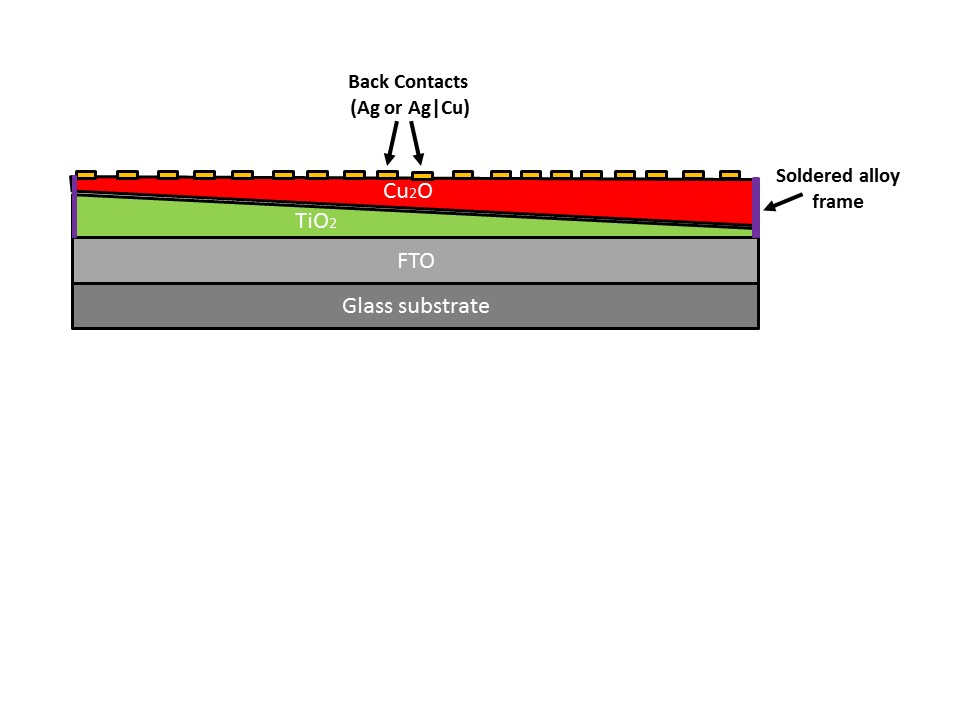 Back Contacts
(Ag or Ag|Cu)
Soldered alloy
frame
Cu2O
TiO2
FTO
Glass substrate